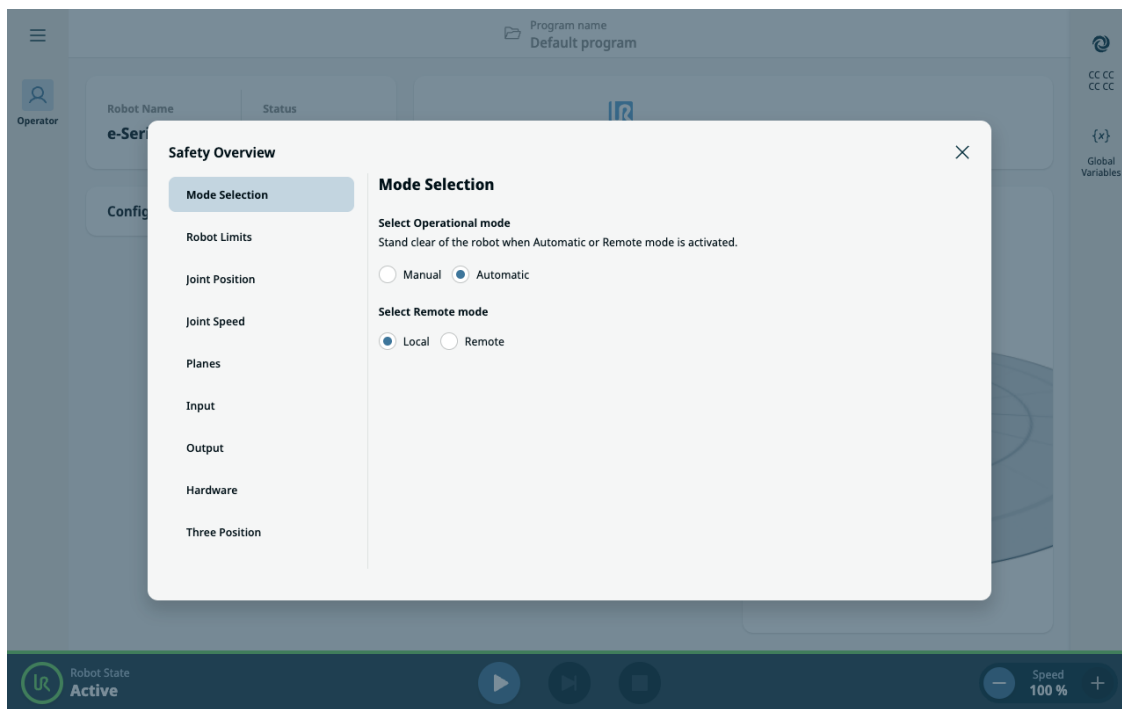 Program name
Default program
Operator
Robot Name
Status
e-Seri
Config
CC CC
CC CC
{x}
Global
Variables
Safety Overview
Mode Selection
Robot Limits
Joint Position
Joint Speed
Planes
Input
Output
Hardware
Three Position
Mode Selection
Select Operational mode
Stand clear of the robot when Automatic or Remote mode is activated.
Manual
Automatic
Select Remote mode
Local
Remote
Robot State
Active
Speed
100 %